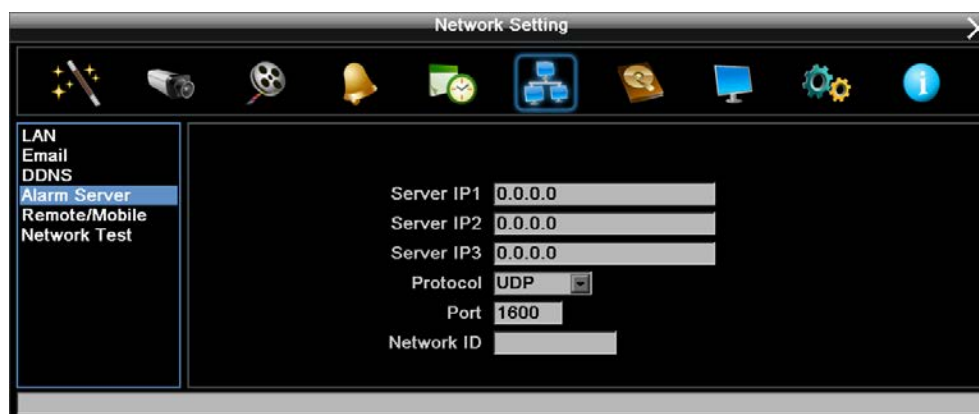 Network Setting
LAN
Email
DDNS
Alarm Server
Remote/Mobile
Network Test
Server IP1 0.0.0.0
Server IP2 0.0.0.0
Server IP3 0.0.0.0
Protocol UDP
Port 1600
Network ID